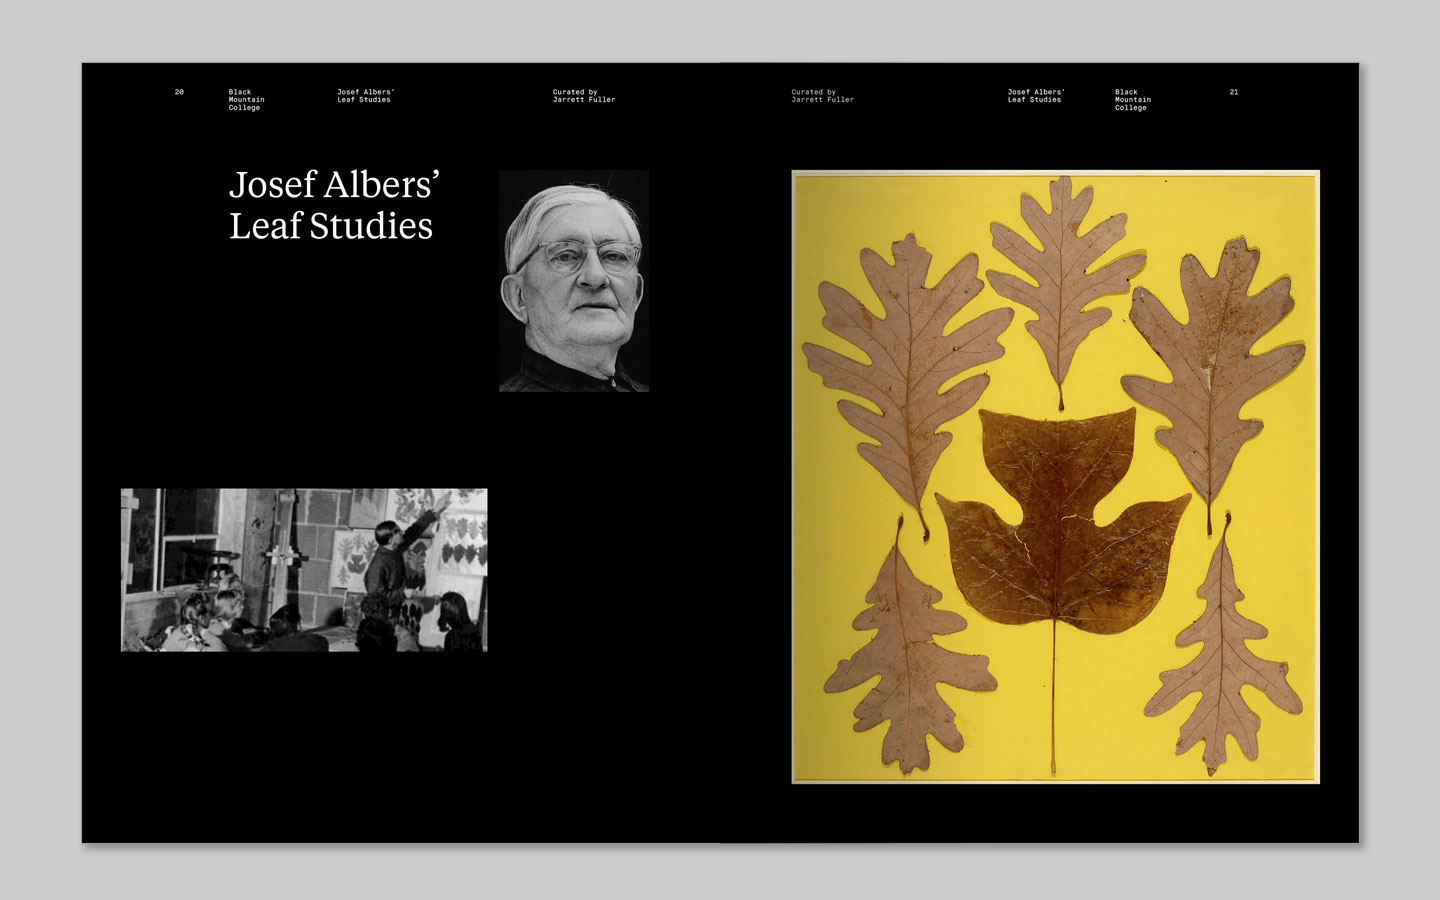 20
Black
Mountain
College
Josef Albers’
Leaf Studies
Curated by
Jarrett Fuller
Curated by
Jarrett Fuller
Josef Albers’
Leaf Studies
Black
Mountain
College
21
Josef Albers’
Leaf Studies